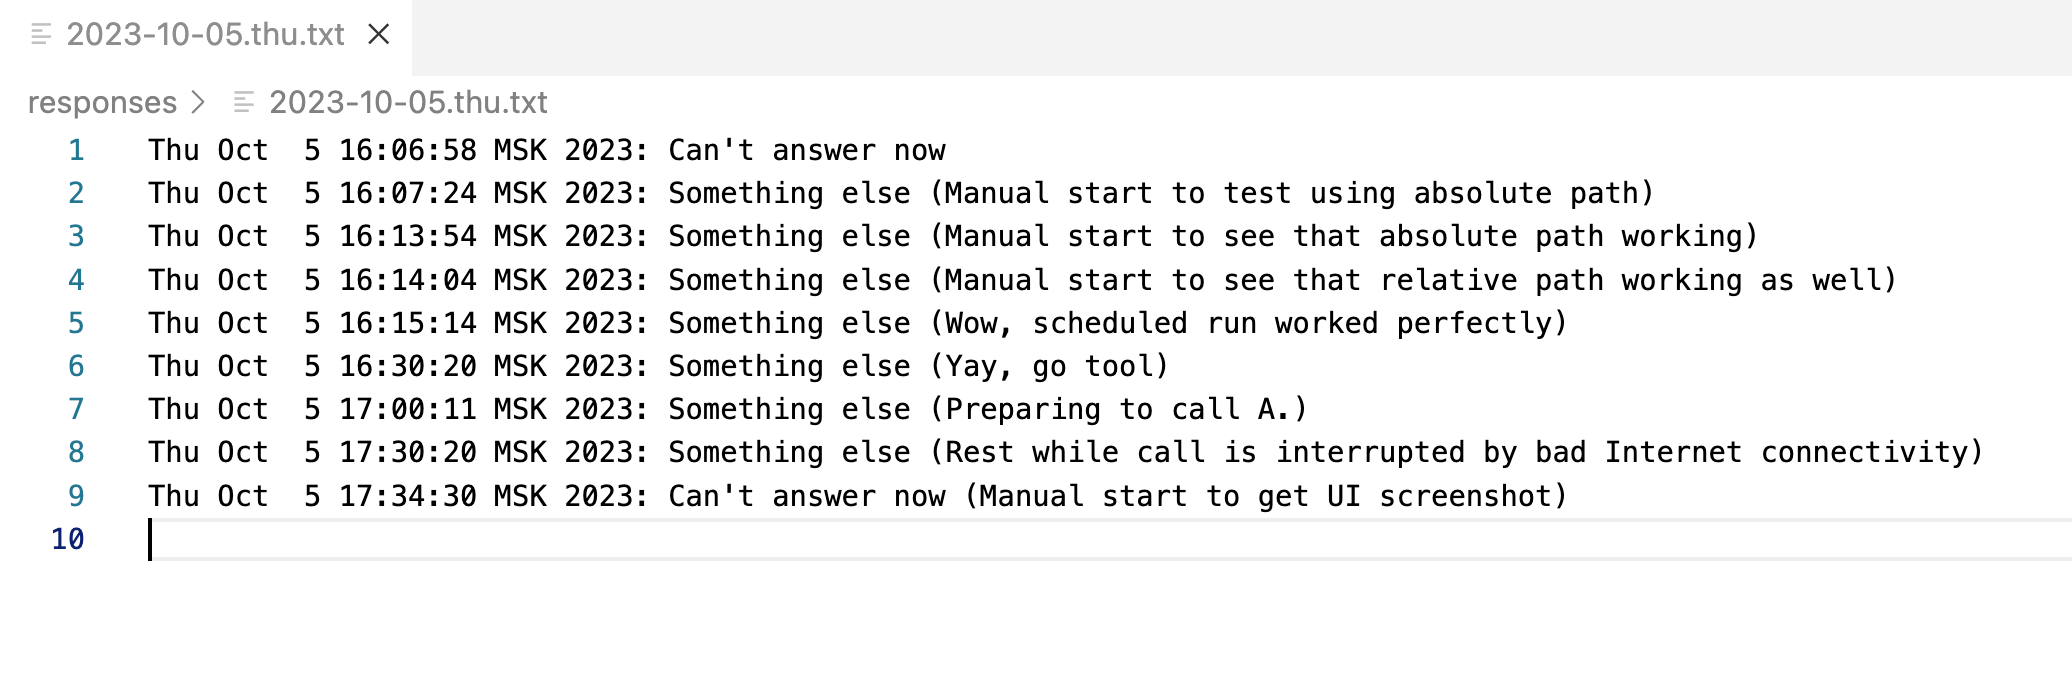 2023-10-05.thu.txt
responses > 2023-10-05.thu.txt
1 Thu Oct  5 16:06:58 MSK 2023: Can't answer now
2 Thu Oct  5 16:07:24 MSK 2023: Something else (Manual start to test using absolute path)
3 Thu Oct  5 16:13:54 MSK 2023: Something else (Manual start to see that absolute path working)
4 Thu Oct  5 16:14:04 MSK 2023: Something else (Manual start to see that relative path working as well)
5 Thu Oct  5 16:15:14 MSK 2023: Something else (Wow, scheduled run worked perfectly)
6 Thu Oct  5 16:30:20 MSK 2023: Something else (Yay, go tool)
7 Thu Oct  5 17:00:11 MSK 2023: Something else (Preparing to call A.)
8 Thu Oct  5 17:30:20 MSK 2023: Something else (Rest while call is interrupted by bad Internet connectivity)
9 Thu Oct  5 17:34:30 MSK 2023: Can't answer now (Manual start to get UI screenshot)
10